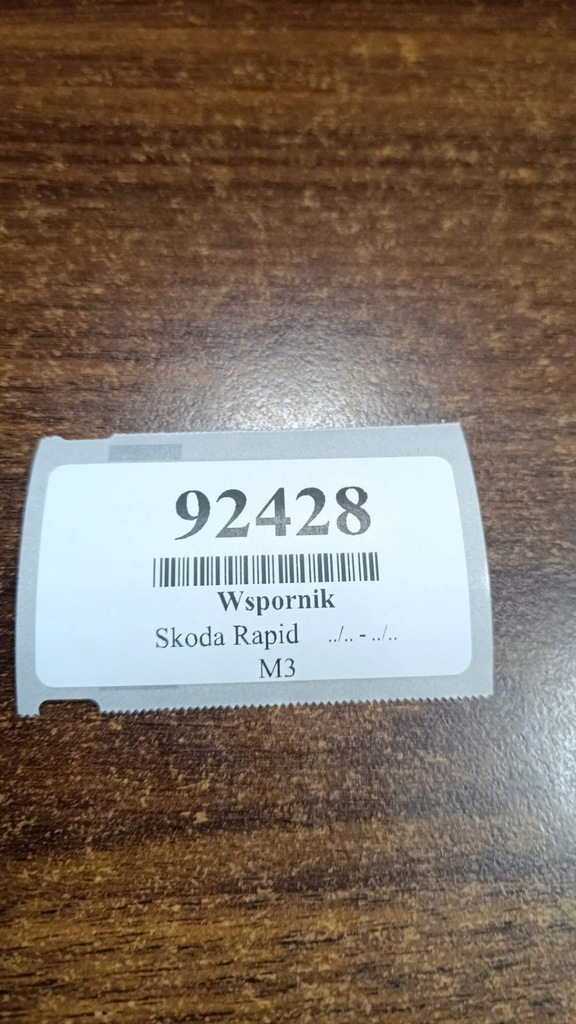 92428
Wspornik
Skoda Rapid ../.. - ../..
M3